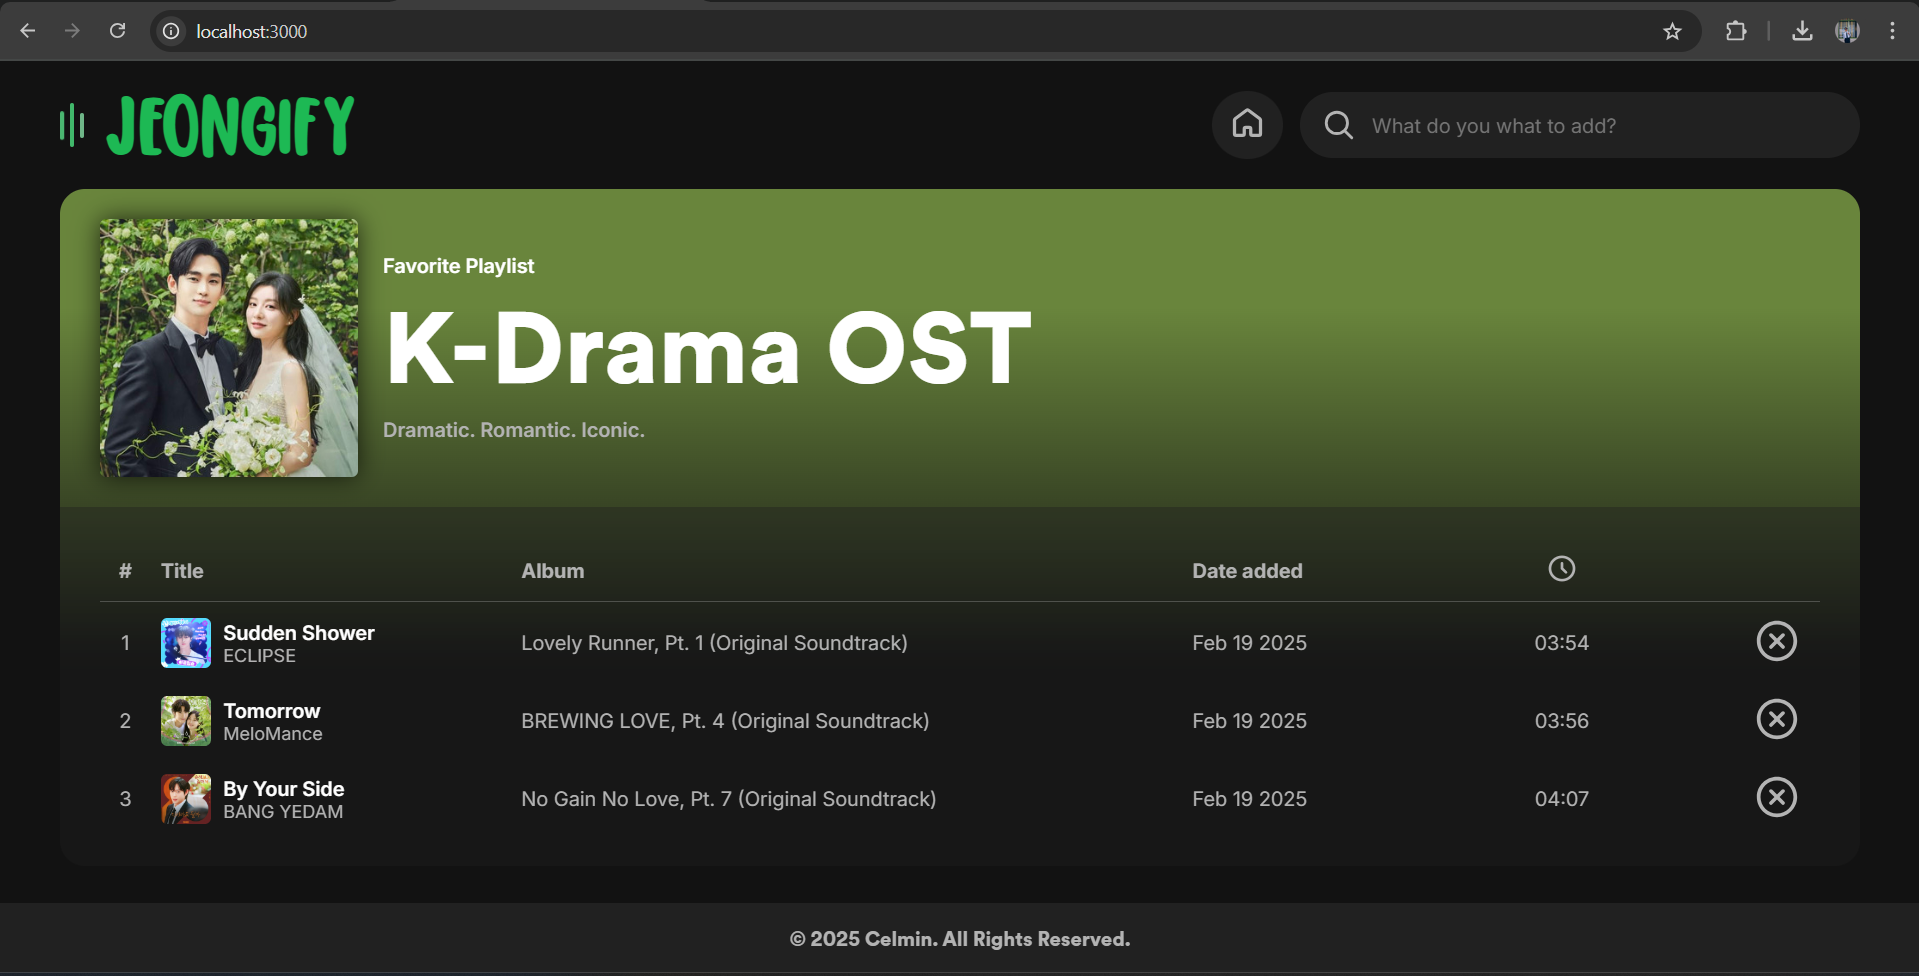 localhost:3000
JEONGIFY
What do you what to add?
Favorite Playlist
K-Drama OST
Dramatic. Romantic. Iconic.
# Title Album Date added
1 Sudden Shower Lovely Runner, Pt. 1 (Original Soundtrack) Feb 19 2025 03:54
ECLIPSE
2 Tomorrow BREWING LOVE, Pt. 4 (Original Soundtrack) Feb 19 2025 03:56
MeloMance
3 By Your Side No Gain No Love, Pt. 7 (Original Soundtrack) Feb 19 2025 04:07
BANG YEDAM
© 2025 Celmin. All Rights Reserved.